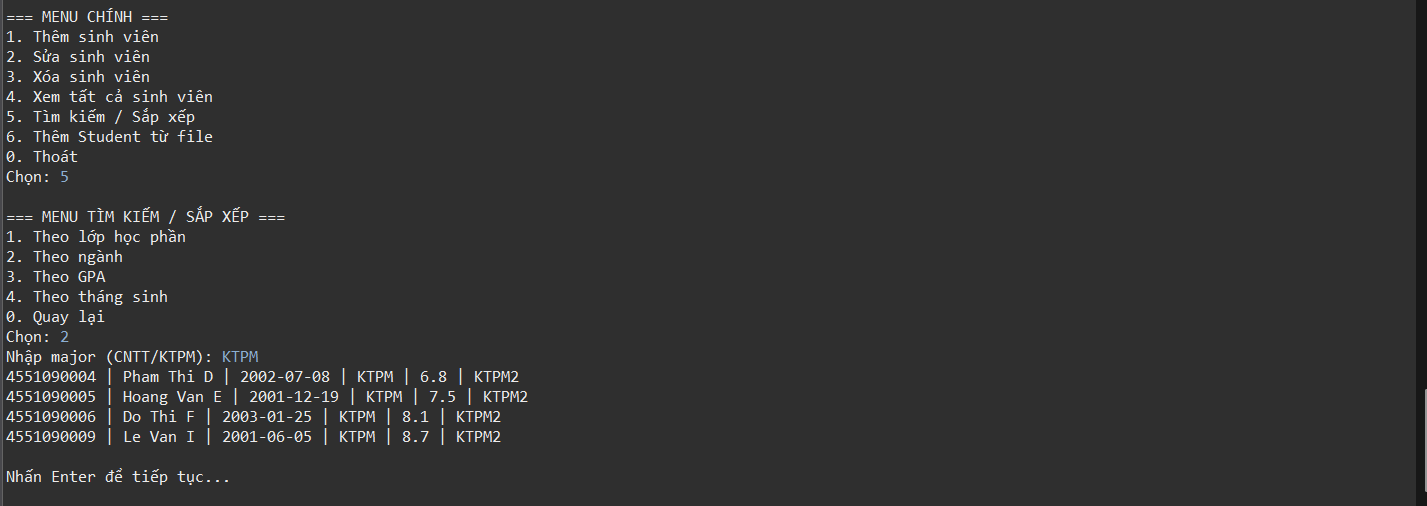 === MENU CHÍNH ===
1. Thêm sinh viên
2. Sửa sinh viên
3. Xóa sinh viên
4. Xem tất cả sinh viên
5. Tìm kiếm / Sắp xếp
6. Thêm Student từ file
0. Thoát
Chọn: 5
=== MENU TÌM KIẾM / SẮP XẾP ===
1. Theo lớp học phần
2. Theo ngành
3. Theo GPA
4. Theo tháng sinh
0. Quay lại
Chọn: 2
Nhập major (CNTT/KTPM): KTPM
4551090004 | Pham Thi D | 2002-07-08 | KTPM | 6.8 | KTPM2
4551090005 | Hoang Van E | 2001-12-19 | KTPM | 7.5 | KTPM2
4551090006 | Do Thi F | 2003-01-25 | KTPM | 8.1 | KTPM2
4551090009 | Le Van I | 2001-06-05 | KTPM | 8.7 | KTPM2
Nhấn Enter để tiếp tục...